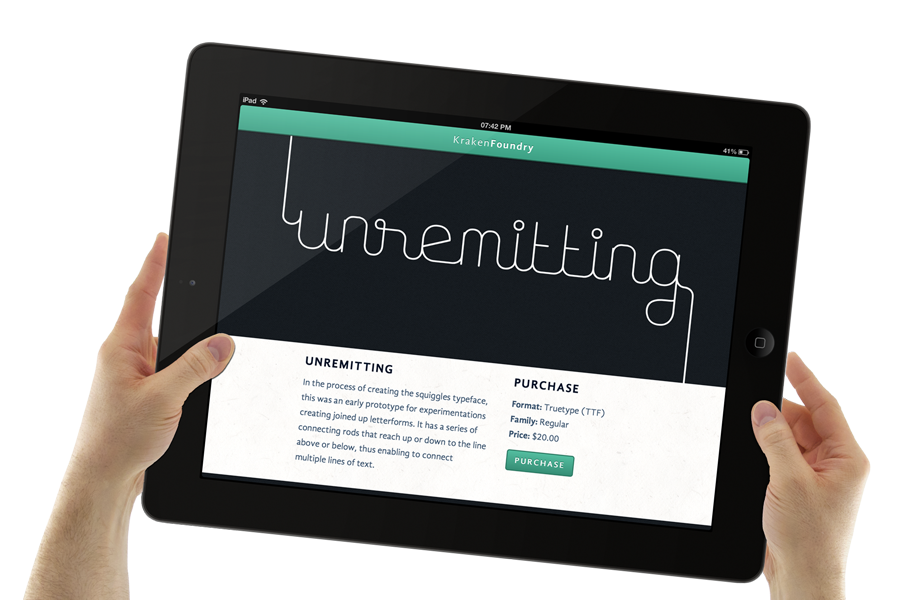 iPad
07:42 PM
41%
KrakenFoundry
unremitting
UNREMITTING
In the process of creating the squiggles typeface,
this was an early prototype for experimentations
creating joined up letterforms. It has a series of
connecting rods that reach up or down to the line
above or below, thus enabling to connect
multiple lines of text.
PURCHASE
Format: Truetype (TTF)
Family: Regular
Price: $20.00
PURCHASE